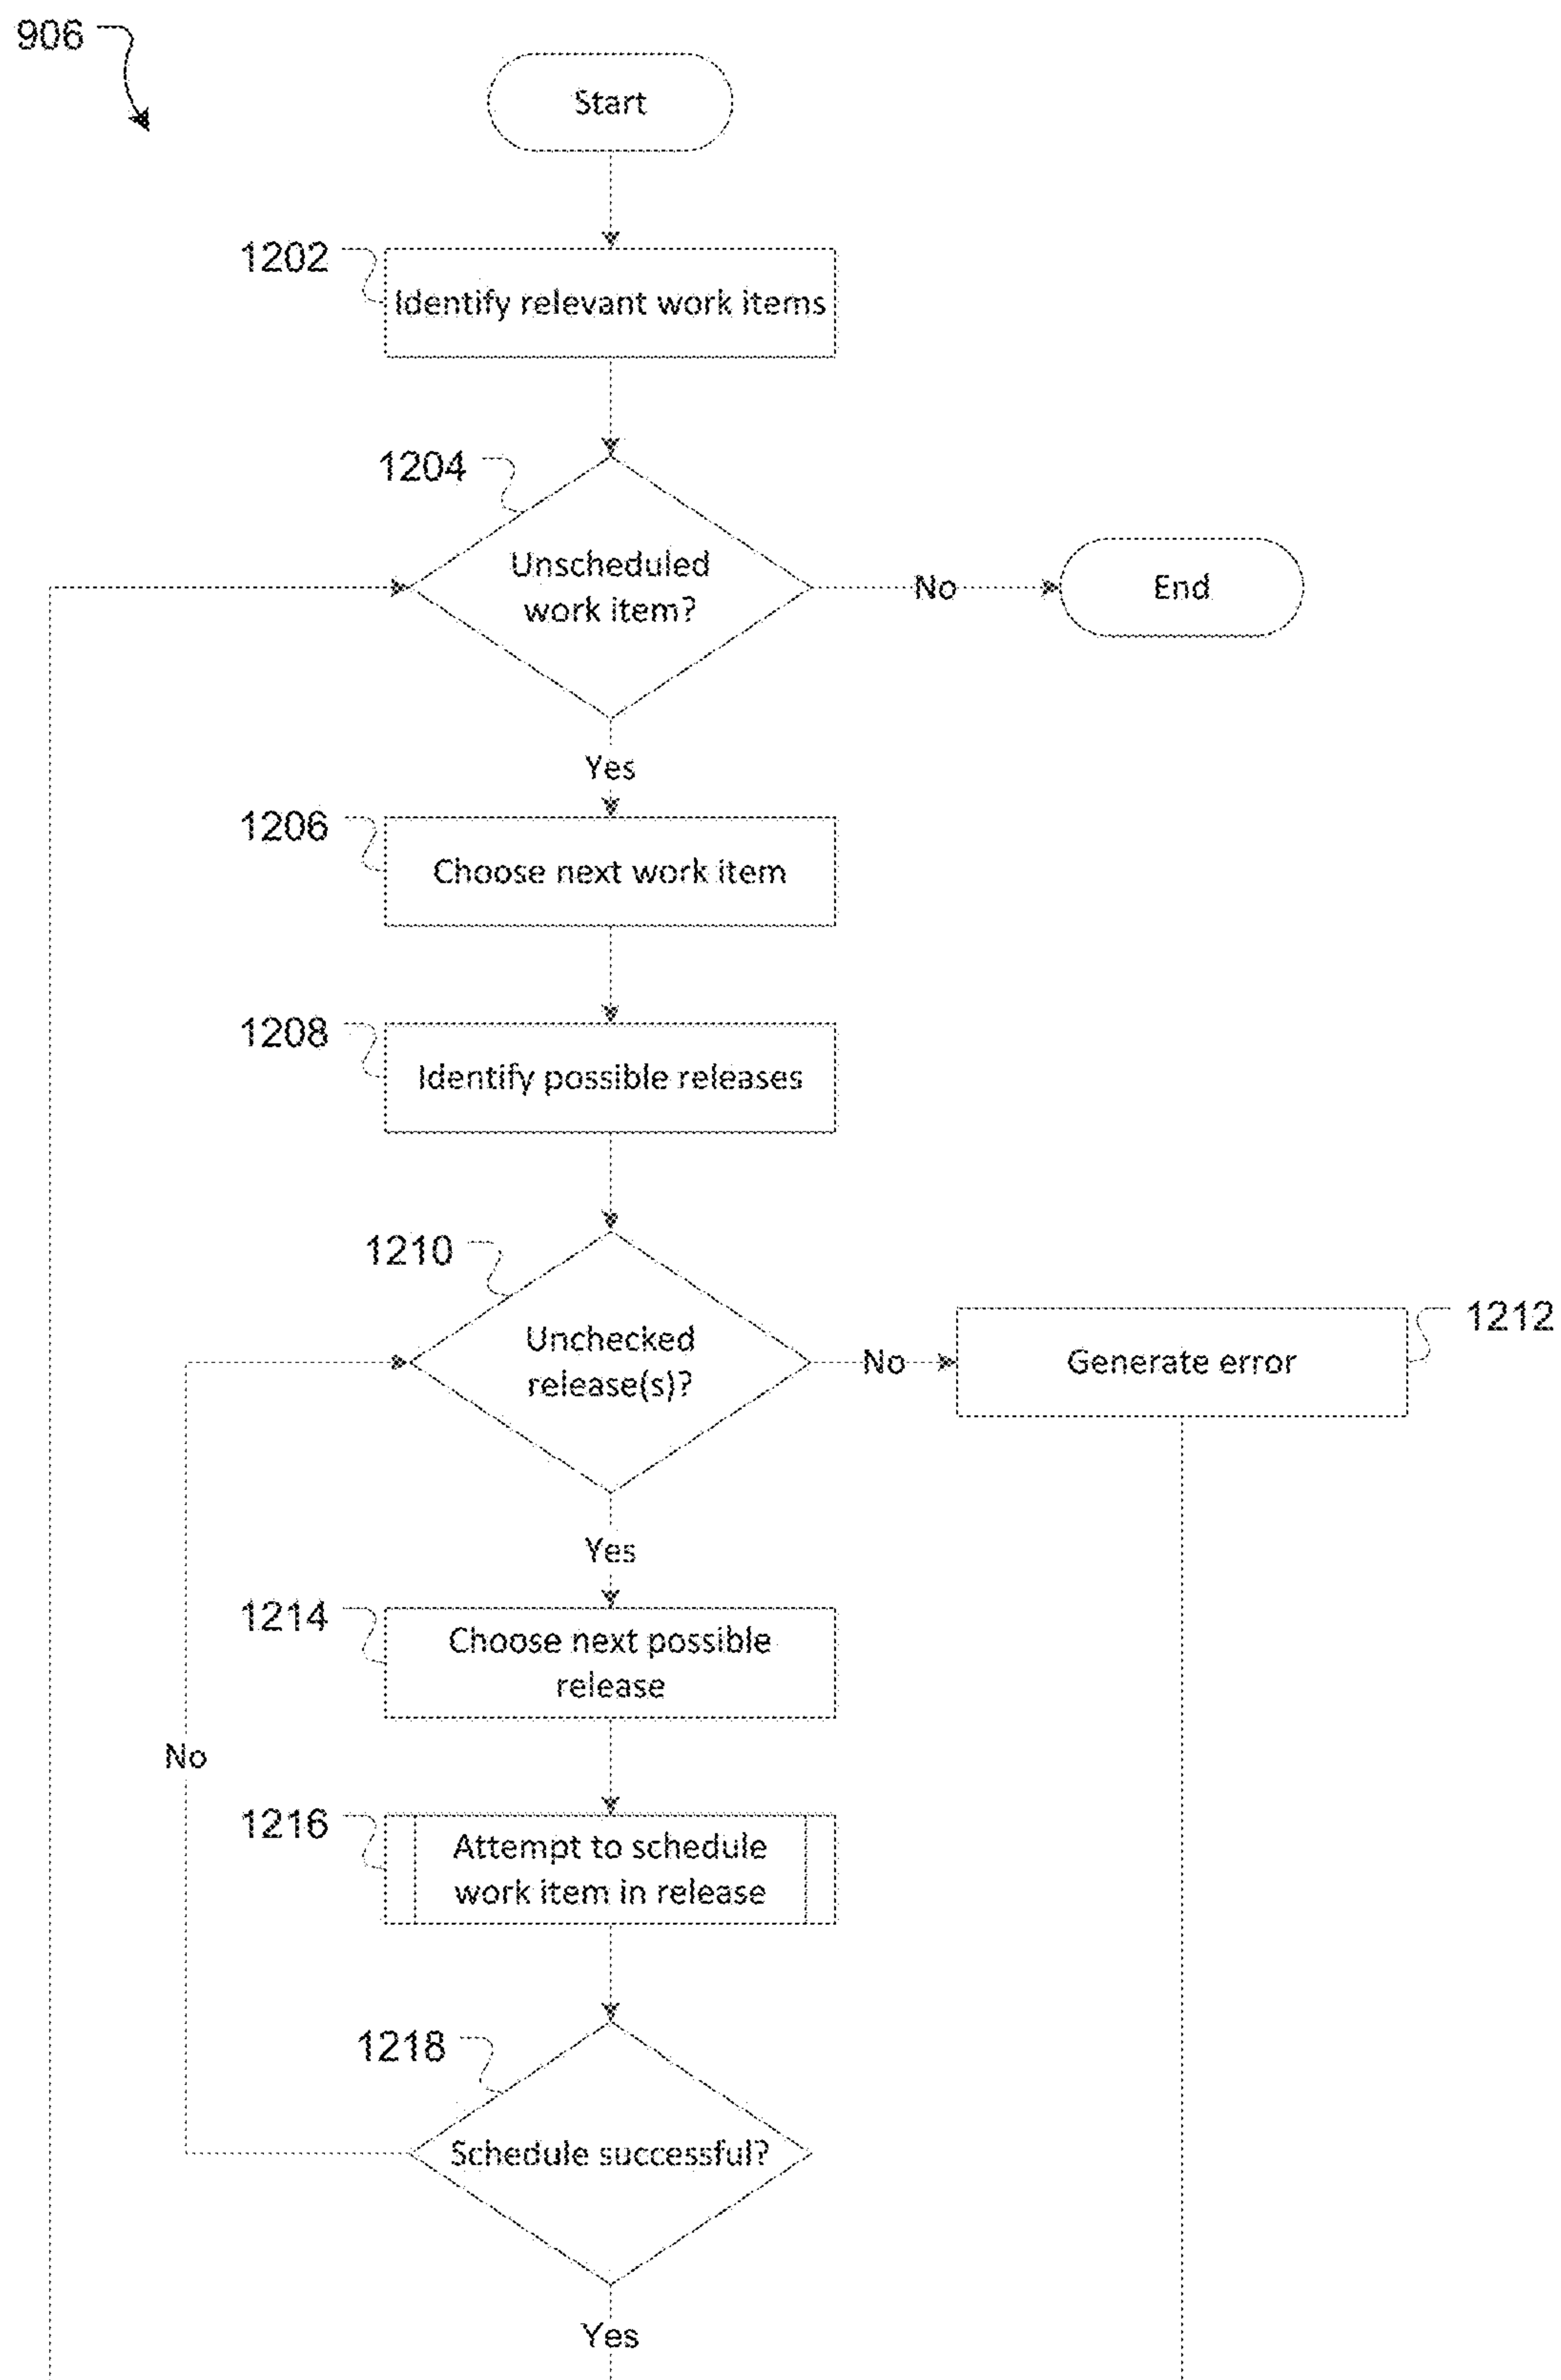 906
Start
1202
Identify relevant work items
1204
Unscheduled
work item?
No
End
Yes
1206
Choose next work item
1208
Identify possible releases
1210
Unchecked
release(s)?
No
Generate error
1212
Yes
1214
Choose next possible
release
No
1216
Attempt to schedule
work item in release
1218
Schedule successful?
Yes